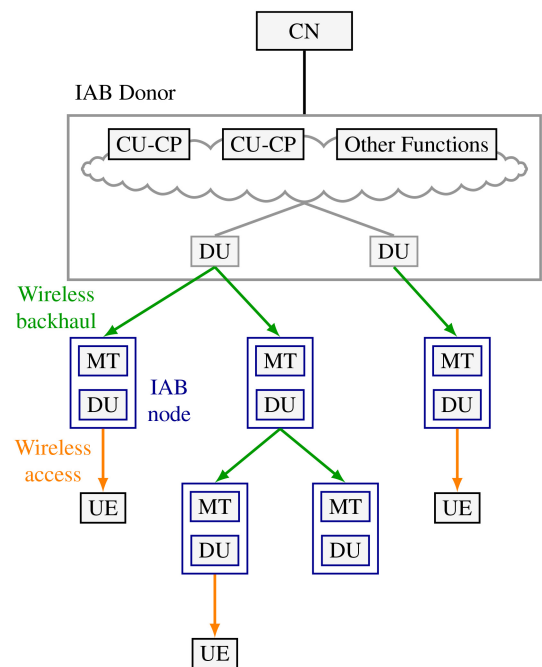 CN
IAB Donor
CU-CP
CU-CP
Other Functions
DU
DU
Wireless
backhaul
MT
DU
IAB
node
MT
DU
MT
DU
Wireless
access
UE
MT
DU
MT
DU
UE
UE